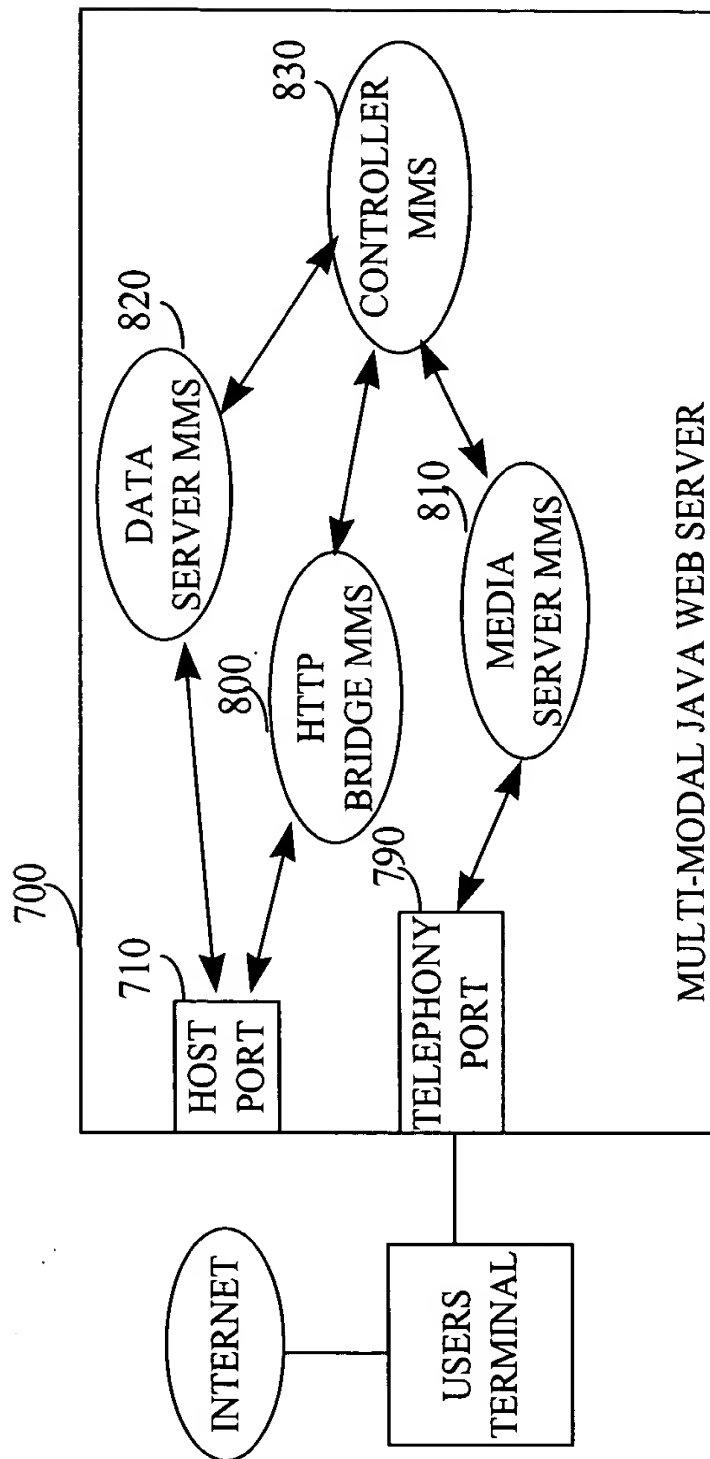 700
INTERNET
USERS
TERMINAL
710
HOST
PORT
790
TELEPHONY
PORT
820
DATA
SERVER MMS
800
HTTP
BRIDGE MMS
810
MEDIA
SERVER MMS
830
CONTROLLER
MMS
MULTI-MODAL JAVA WEB SERVER